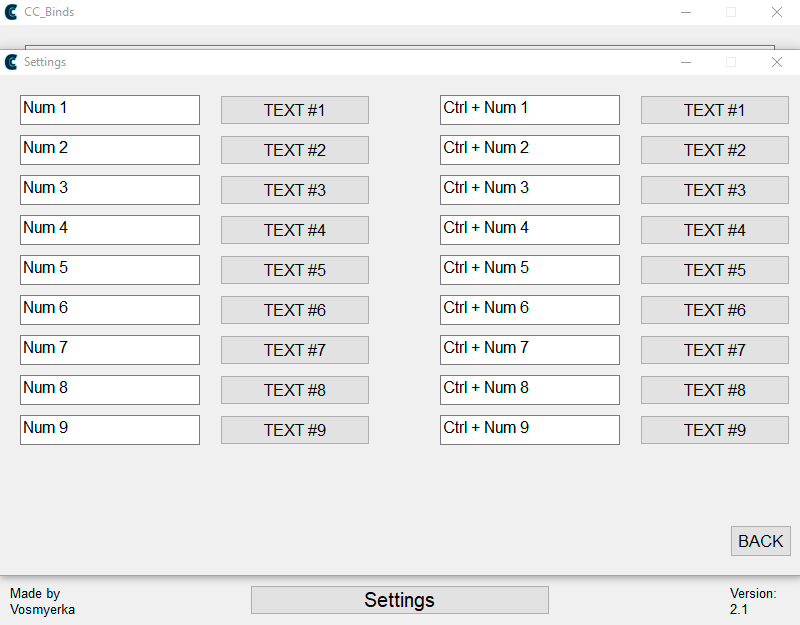 CC_Binds
Settings
Num 1 TEXT #1 Ctrl + Num 1 TEXT #1
Num 2 TEXT #2 Ctrl + Num 2 TEXT #2
Num 3 TEXT #3 Ctrl + Num 3 TEXT #3
Num 4 TEXT #4 Ctrl + Num 4 TEXT #4
Num 5 TEXT #5 Ctrl + Num 5 TEXT #5
Num 6 TEXT #6 Ctrl + Num 6 TEXT #6
Num 7 TEXT #7 Ctrl + Num 7 TEXT #7
Num 8 TEXT #8 Ctrl + Num 8 TEXT #8
Num 9 TEXT #9 Ctrl + Num 9 TEXT #9
BACK
Made by
Vosmyerka
Settings
Version:
2.1